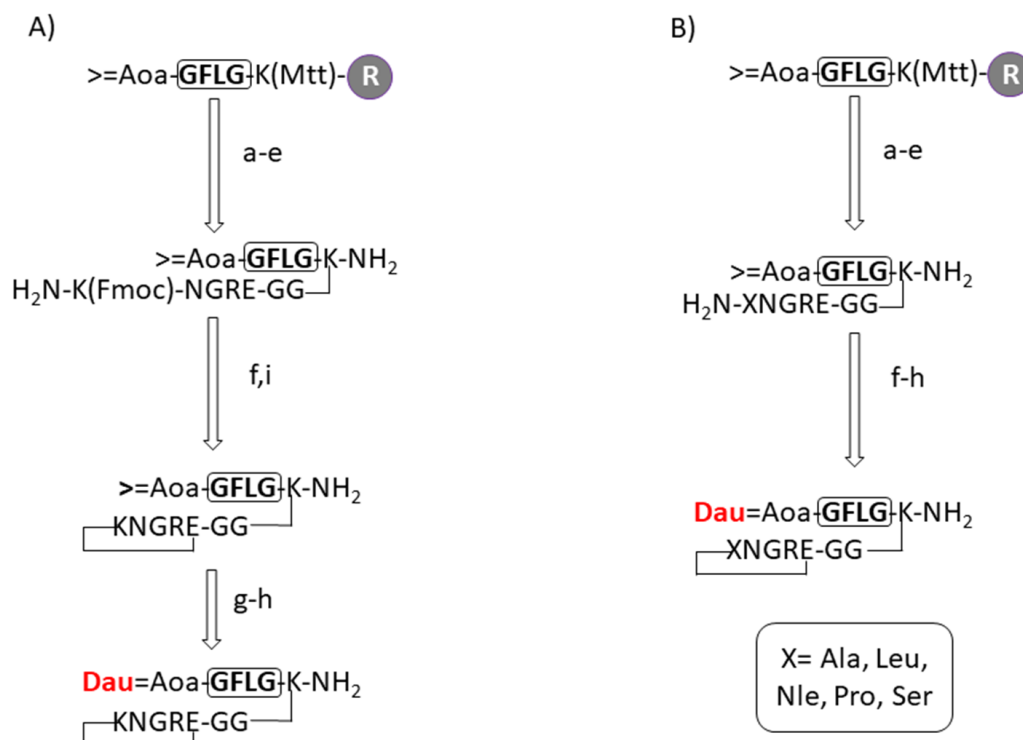 A)
>=Aoa-GFLG-K(Mtt)-R
a-e
>=Aoa-GFLG-K-NH₂
H₂N-K(Fmoc)-NGRE-GG
f,i
>=Aoa-GFLG-K-NH₂
KNGRE-GG
g-h
Dau=Aoa-GFLG-K-NH₂
KNGRE-GG
B)
>=Aoa-GFLG-K(Mtt)-R
a-e
>=Aoa-GFLG-K-NH₂
H₂N-XNGRE-GG
f-h
Dau=Aoa-GFLG-K-NH₂
XNGRE-GG
X= Ala, Leu,
Nle, Pro, Ser